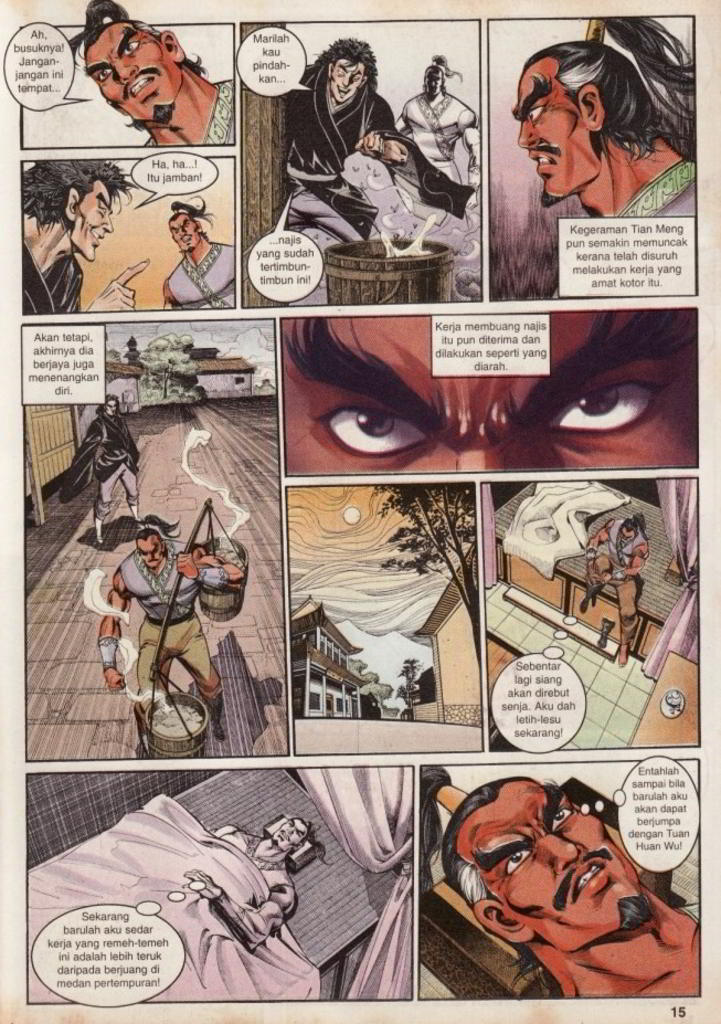 Ah,
busuknya!
Jangan-
jangan ini
tempat...
Ha, ha...!
Itu jamban!
Marilah
kau
pindah-
kan...
...najis
yang sudah
tertimbun-
timbun ini!
Kegeraman Tian Meng
pun semakin memuncak
kerana telah disuruh
melakukan kerja yang
amat kotor itu.
Akan tetapi,
akhirnya dia
berjaya juga
menenangkan
diri.
Kerja membuang najis
itu pun diterima dan
dilakukan seperti yang
diarah.
Sebentar
lagi siang
akan direbut
senja. Aku dah
letih-lesu
sekarang!
Sekarang
barulah aku sedar
kerja yang remeh-temeh
ini adalah lebih teruk
daripada berjuang di
medan pertempuran!
Entahlah
sampai bila
barulah aku
akan dapat
berjumpa
dengan Tuan
Huan Wu!
15